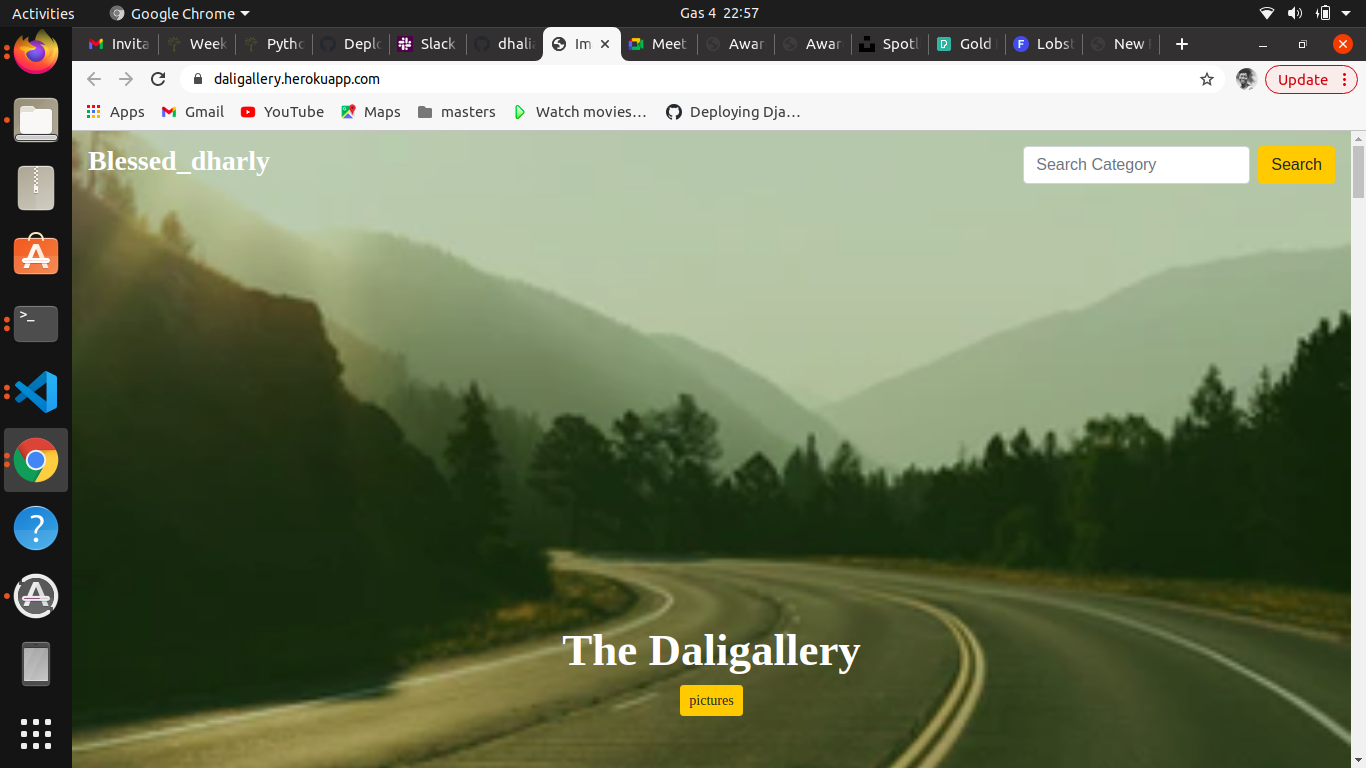 Activities Google Chrome Gas 4 22:57
Invita Week Pytho Deplo Slack dhalia Im Meet Awar Awar Spotl Gold Lobst New
daligallery.herokuapp.com Update
Apps Gmail YouTube Maps masters Watch movies… Deploying Dja…
Blessed_dharly Search Category Search
The Daligallery
pictures